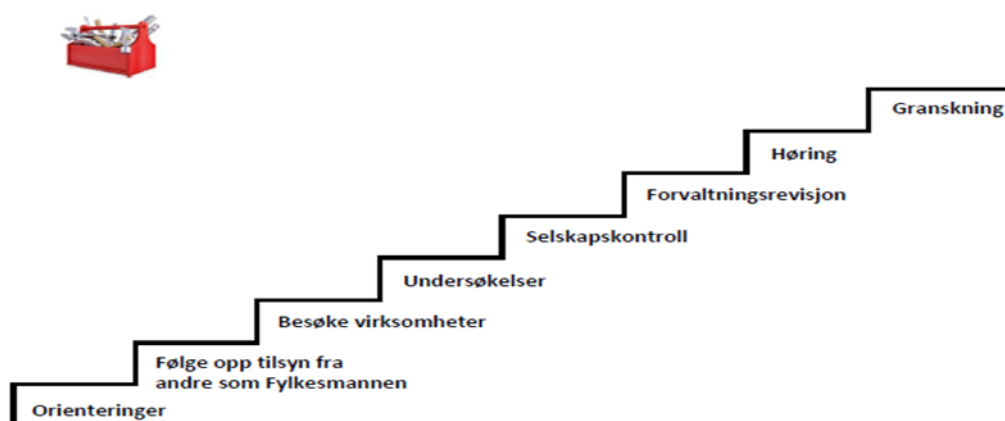 Granskning
Høring
Forvaltningsrevisjon
Selskapskontroll
Undersøkelser
Besøke virksomheter
Følge opp tilsyn fra
andre som Fylkesmannen
Orienteringer